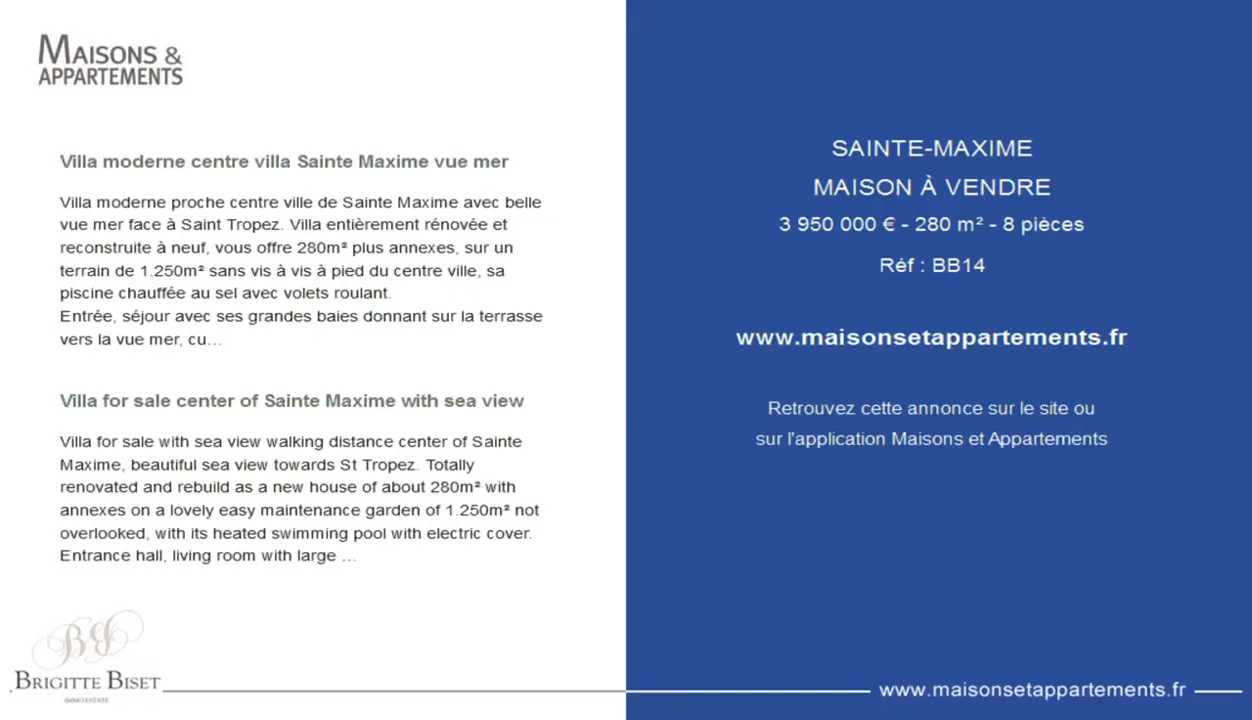 MAISONS &
APPARTEMENTS
Villa moderne centre villa Sainte Maxime vue mer
Villa moderne proche centre ville de Sainte Maxime avec belle
vue mer face à Saint Tropez. Villa entièrement rénovée et
reconstruite à neuf, vous offre 280m² plus annexes, sur un
terrain de 1.250m² sans vis à vis à pied du centre ville, sa
piscine chauffée au sel avec volets roulant.
Entrée, séjour avec ses grandes baies donnant sur la terrasse
vers la vue mer, cu...
Villa for sale center of Sainte Maxime with sea view
Villa for sale with sea view walking distance center of Sainte
Maxime, beautiful sea view towards St Tropez. Totally
renovated and rebuild as a new house of about 280m² with
annexes on a lovely easy maintenance garden of 1.250m² not
overlooked, with its heated swimming pool with electric cover.
Entrance hall, living room with large ...
BRIGITTE BISET
IMMO-ESTATE
SAINTE-MAXIME
MAISON À VENDRE
3 950 000 € - 280 m² - 8 pièces
Réf : BB14
www.maisonsetappartements.fr
Retrouvez cette annonce sur le site ou
sur l'application Maisons et Appartements
www.maisonsetappartements.fr